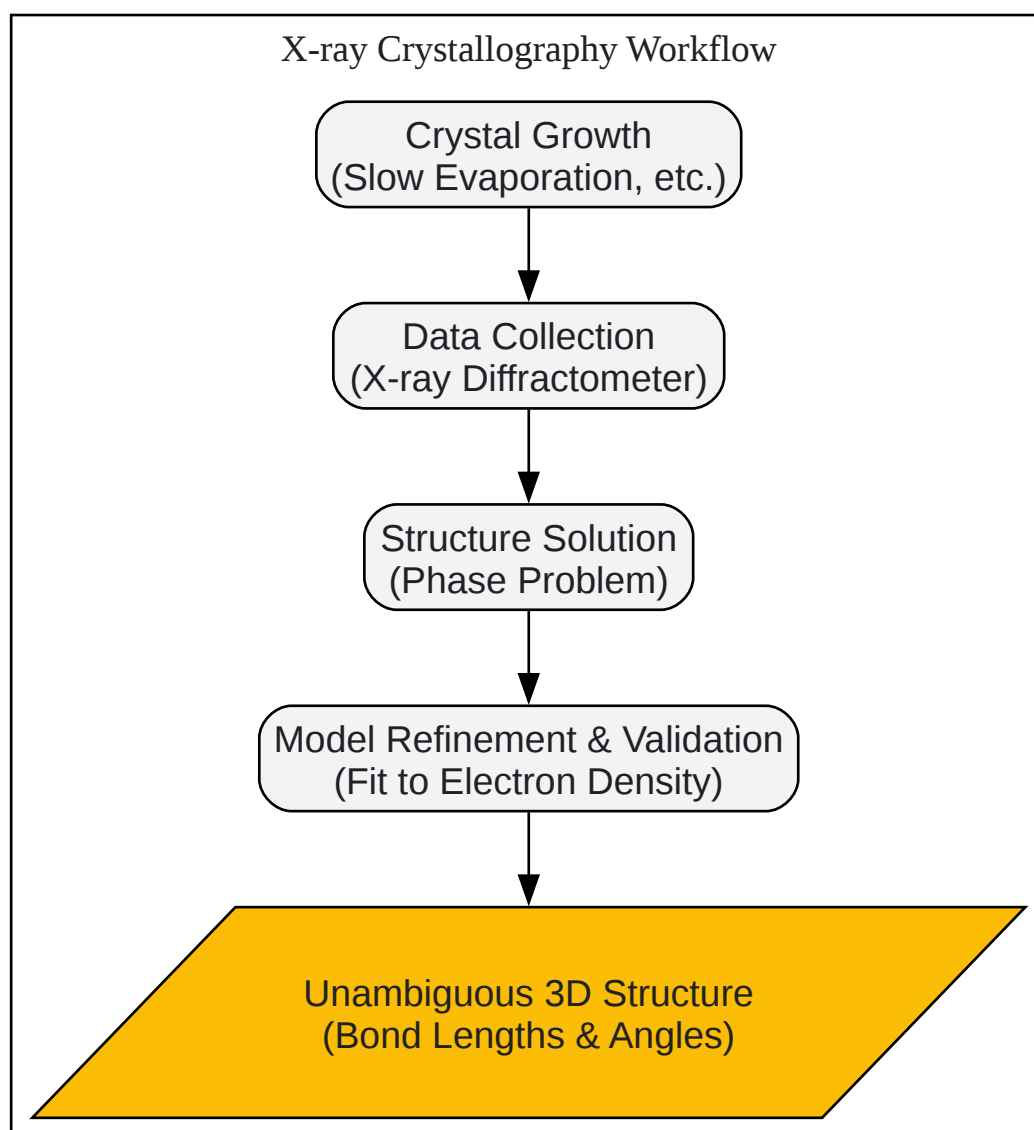 X-ray Crystallography Workflow
Crystal Growth
(Slow Evaporation, etc.)
Data Collection
(X-ray Diffractometer)
Structure Solution
(Phase Problem)
Model Refinement & Validation
(Fit to Electron Density)
Unambiguous 3D Structure
(Bond Lengths & Angles)